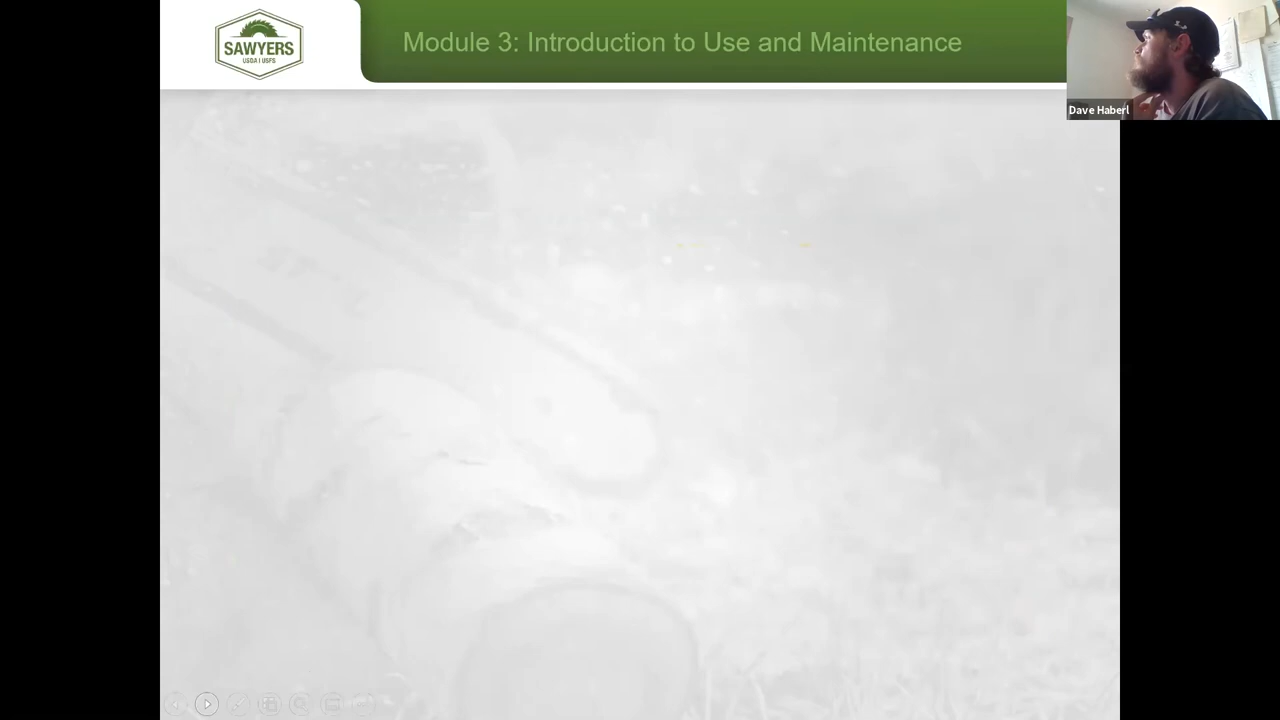 SAWYERS
USDA | USFS
Module 3: Introduction to Use and Maintenance
Dave Haberl